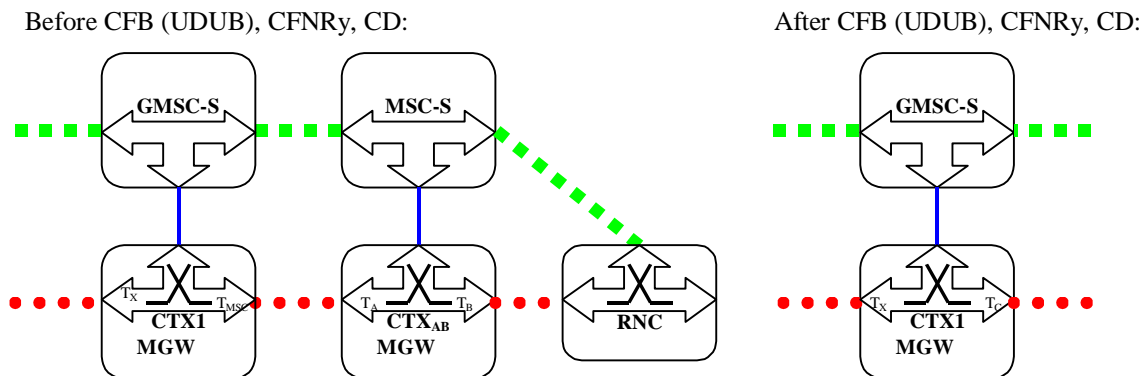 Before CFB (UDUB), CFNRy, CD:
After CFB (UDUB), CFNRy, CD:
GMSC-S
MSC-S
GMSC-S
TX
TMSC
TA
TB
TX
TC
CTX1
CTXAB
RNC
CTX1
MGW
MGW
MGW